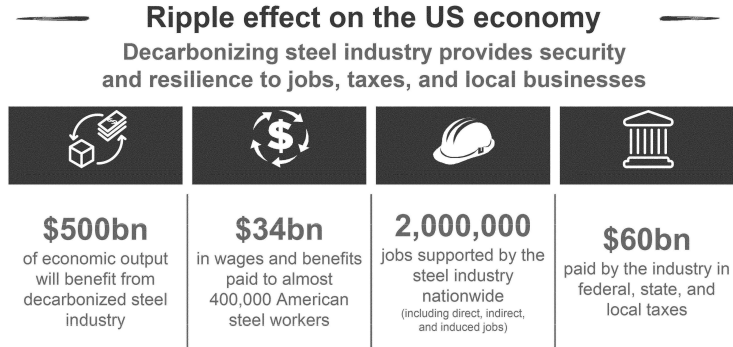 Ripple effect on the US economy
Decarbonizing steel industry provides security
and resilience to jobs, taxes, and local businesses
$
$500bn
of economic output
will benefit from
decarbonized steel
industry
$34bn
in wages and benefits
paid to almost
400,000 American
steel workers
2,000,000
jobs supported by the
steel industry
nationwide
(including direct, indirect,
and induced jobs)
$60bn
paid by the industry in
federal, state, and
local taxes